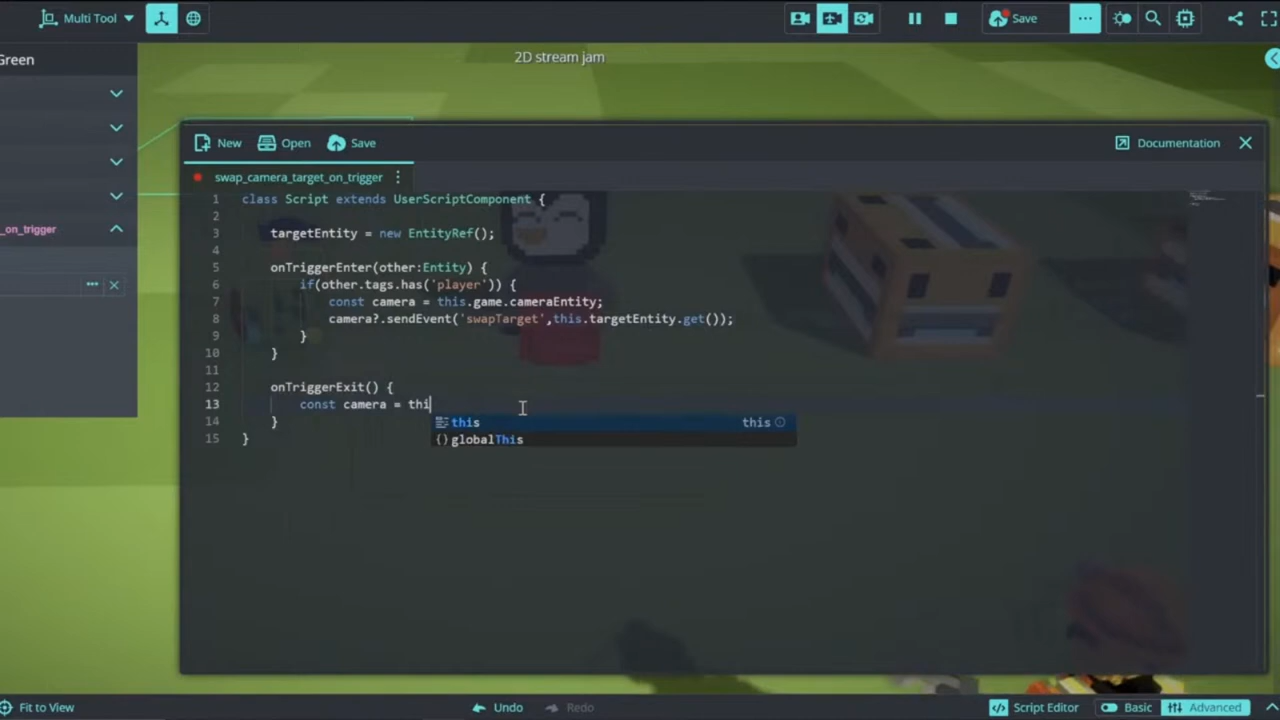 Multi Tool
Save
Green
2D stream jam
New Open Save
Documentation
swap_camera_target_on_trigger
_on_trigger
1 class Script extends UserScriptComponent {
2
3 targetEntity = new EntityRef();
4
5 onTriggerEnter(other:Entity) {
6 if(other.tags.has('player')) {
7 const camera = this.game.cameraEntity;
8 camera?.sendEvent('swapTarget',this.targetEntity.get());
9 }
10 }
11
12 onTriggerExit() {
13 const camera = thi
this this
{} globalThis
14 }
15 }
Fit to View
Undo Redo
Script Editor Basic Advanced